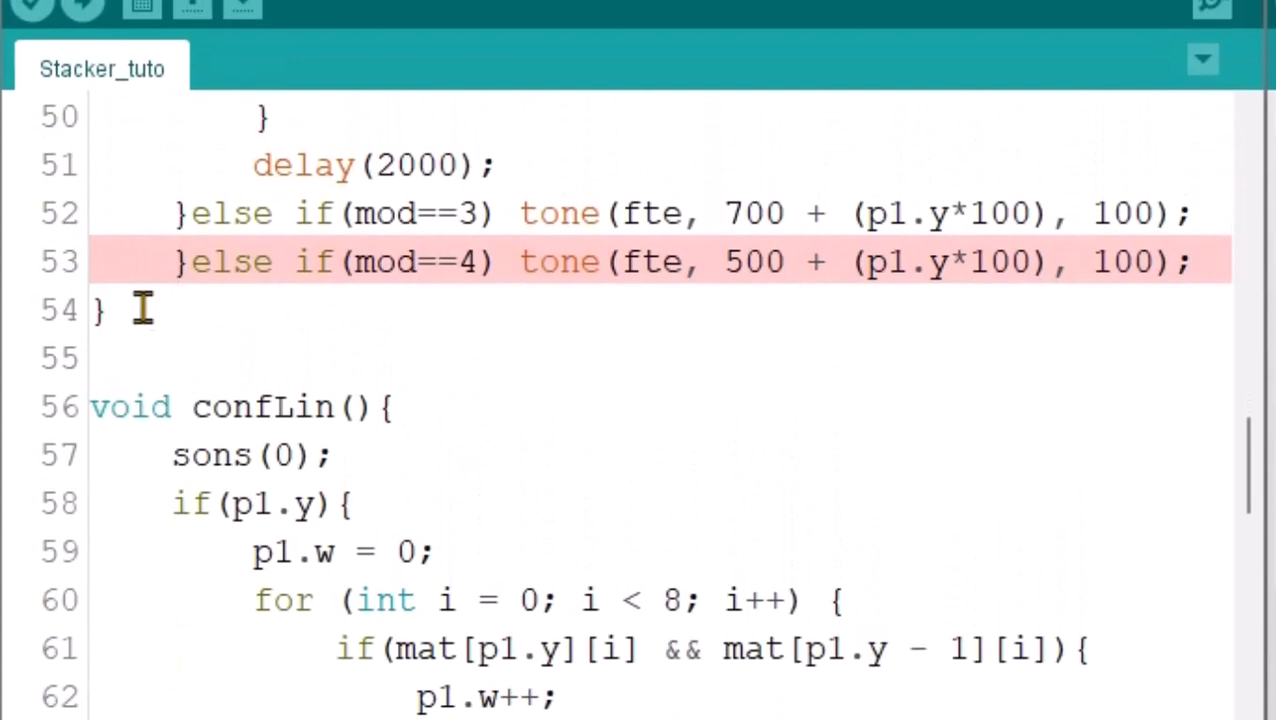 Stacker_tuto
50 }
51 delay(2000);
52 }else if(mod==3) tone(fte, 700 + (p1.y*100), 100);
53 }else if(mod==4) tone(fte, 500 + (p1.y*100), 100);
54 }
55
56 void confLin(){
57 sons(0);
58 if(p1.y){
59 p1.w = 0;
60 for (int i = 0; i < 8; i++) {
61 if(mat[p1.y][i] && mat[p1.y - 1][i]){
62 p1.w++;